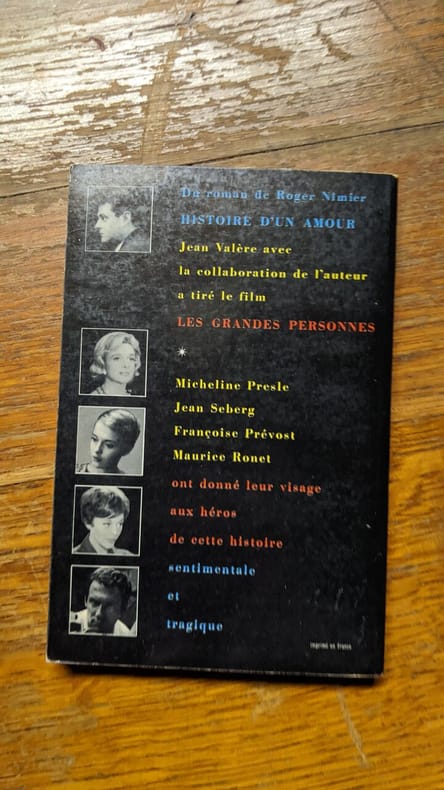 Du roman de Roger Nimier
HISTOIRE D'UN AMOUR
Jean Valère avec
la collaboration de l'auteur
a tiré le film
LES GRANDES PERSONNES
*
Micheline Presle
Jean Seberg
Françoise Prévost
Maurice Ronet
ont donné leur visage
aux héros
de cette histoire
sentimentale
et
tragique
imprimé en france